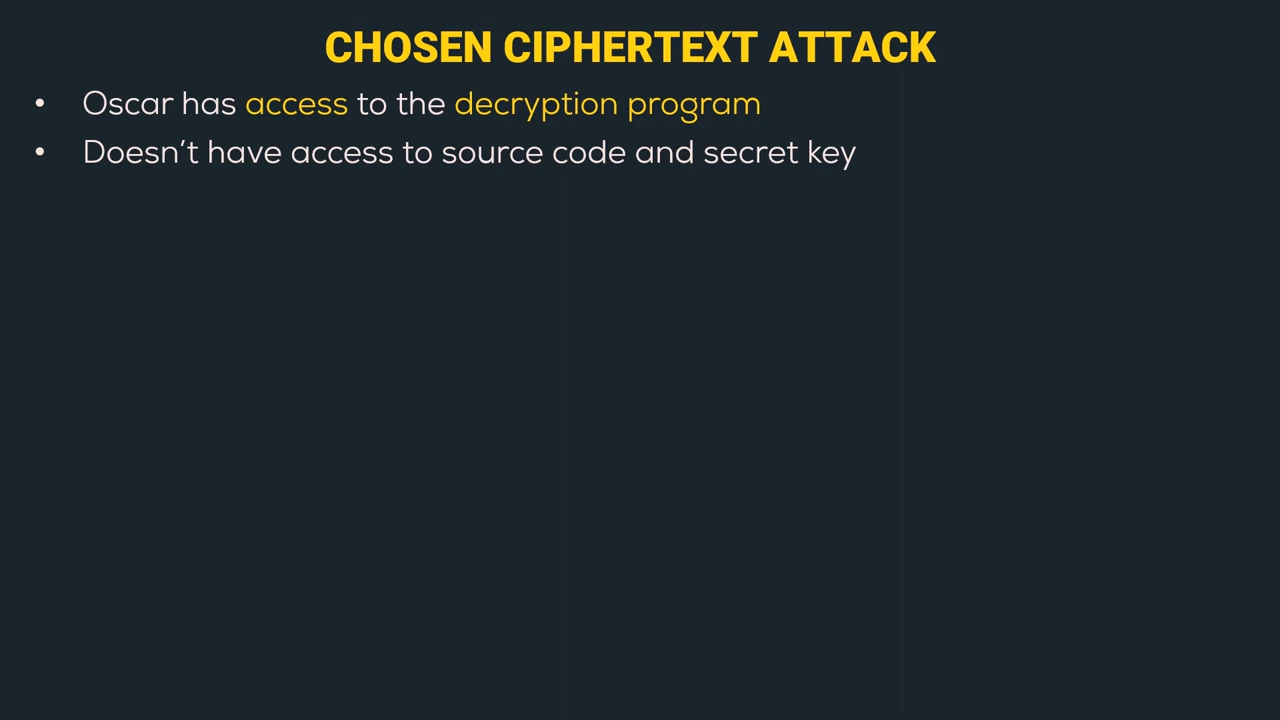 CHOSEN CIPHERTEXT ATTACK
• Oscar has access to the decryption program
• Doesn’t have access to source code and secret key